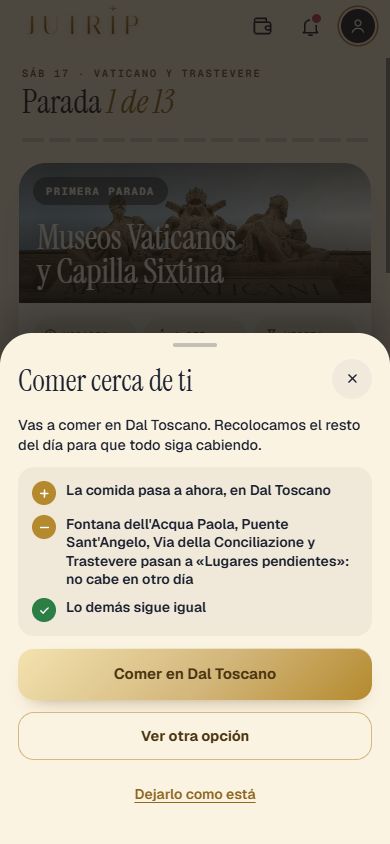 JUTRIP
SÁB 17 · VATICANO Y TRASTEVERE
Parada 1 de 13
PRIMERA PARADA
Museos Vaticanos
y Capilla Sixtina
Comer cerca de ti
Vas a comer en Dal Toscano. Recolocamos el resto
del día para que todo siga cabiendo.
La comida pasa a ahora, en Dal Toscano
Fontana dell'Acqua Paola, Puente
Sant'Angelo, Via della Conciliazione y
Trastevere pasan a «Lugares pendientes»:
no cabe en otro día
Lo demás sigue igual
Comer en Dal Toscano
Ver otra opción
Dejarlo como está